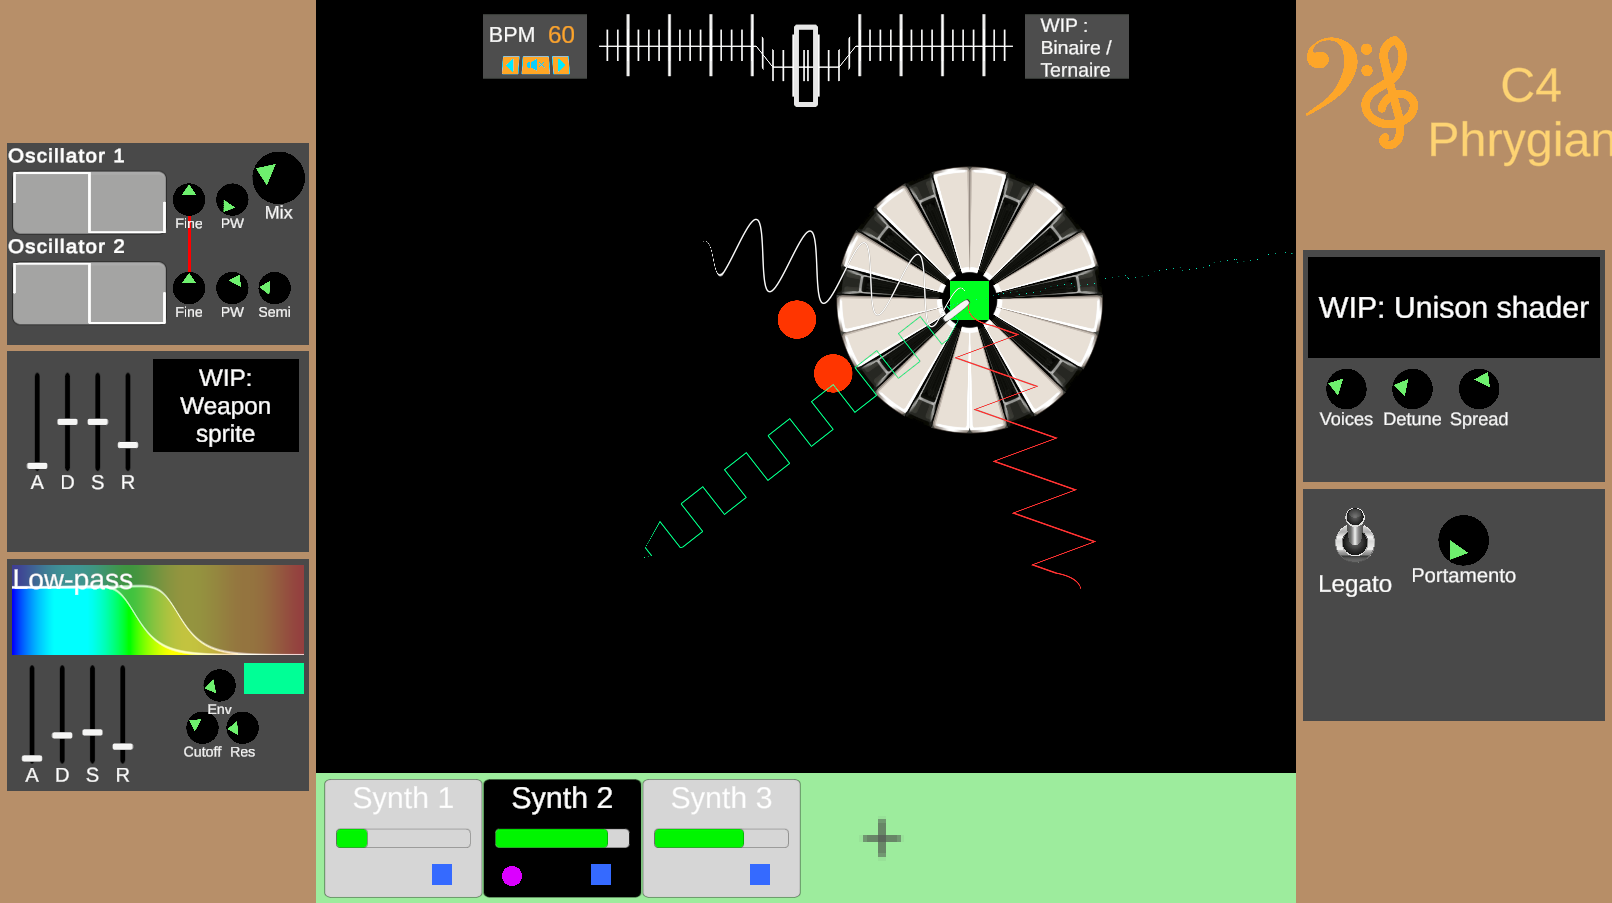 BPM 60
WIP :
Binaire /
Ternaire
C4
Phrygian
Oscillator 1
Fine PW Mix
Oscillator 2
Fine PW Semi
WIP:
Weapon
sprite
A D S R
Low-pass
Env
Cutoff Res
A D S R
WIP: Unison shader
Voices Detune Spread
Legato Portamento
Synth 1 Synth 2 Synth 3